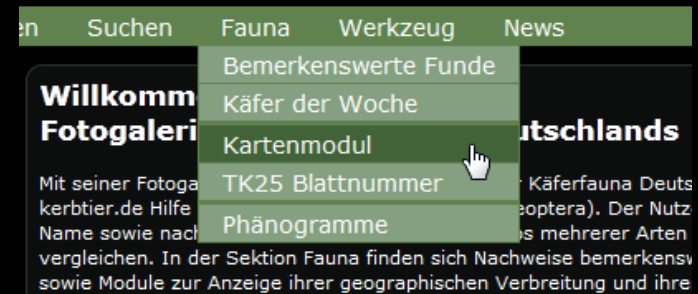 en Suchen Fauna Werkzeug News
Bemerkenswerte Funde
Käfer der Woche
Kartenmodul
TK25 Blattnummer
Phänogramme
Willkomm
Fotogaleri utschlands
Mit seiner Fotoga Käferfauna Deuts
kerbtier.de Hilfe eoptera). Der Nutz
Name sowie nach s mehrerer Arten
vergleichen. In der Sektion Fauna finden sich Nachweise bemerkensw
sowie Module zur Anzeige ihrer geographischen Verbreitung und ihre